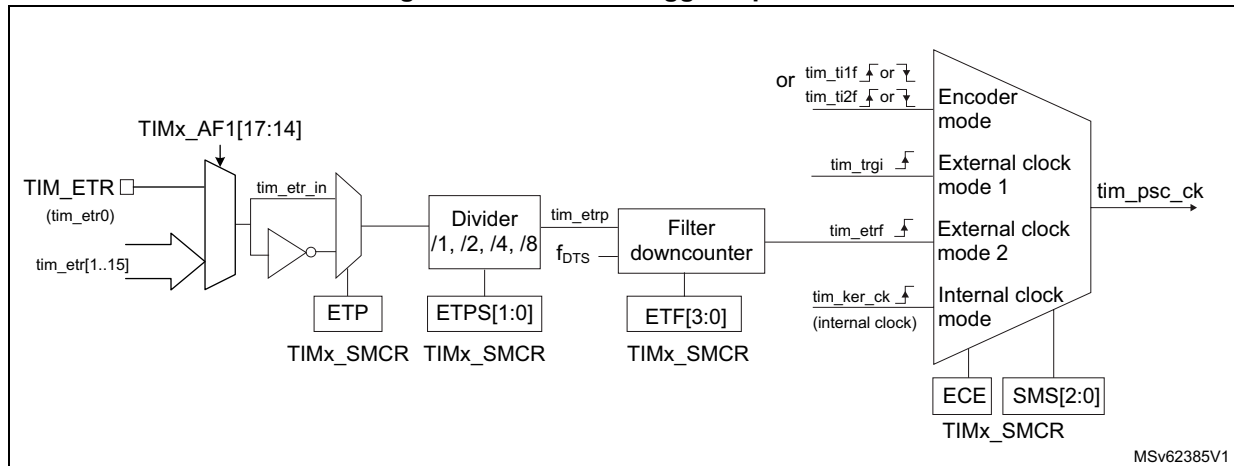 or tim_ti1f or
tim_ti2f or
Encoder
mode
TIMx_AF1[17:14]
TIM_ETR
(tim_etr0)
tim_etr[1..15]
tim_etr_in
ETP
TIMx_SMCR
Divider
/1, /2, /4, /8
ETPS[1:0]
TIMx_SMCR
tim_etrp
fDTS
Filter
downcounter
ETF[3:0]
TIMx_SMCR
tim_trgi
External clock
mode 1
tim_etrf
External clock
mode 2
tim_ker_ck
(internal clock)
Internal clock
mode
tim_psc_ck
ECE
SMS[2:0]
TIMx_SMCR
MSv62385V1